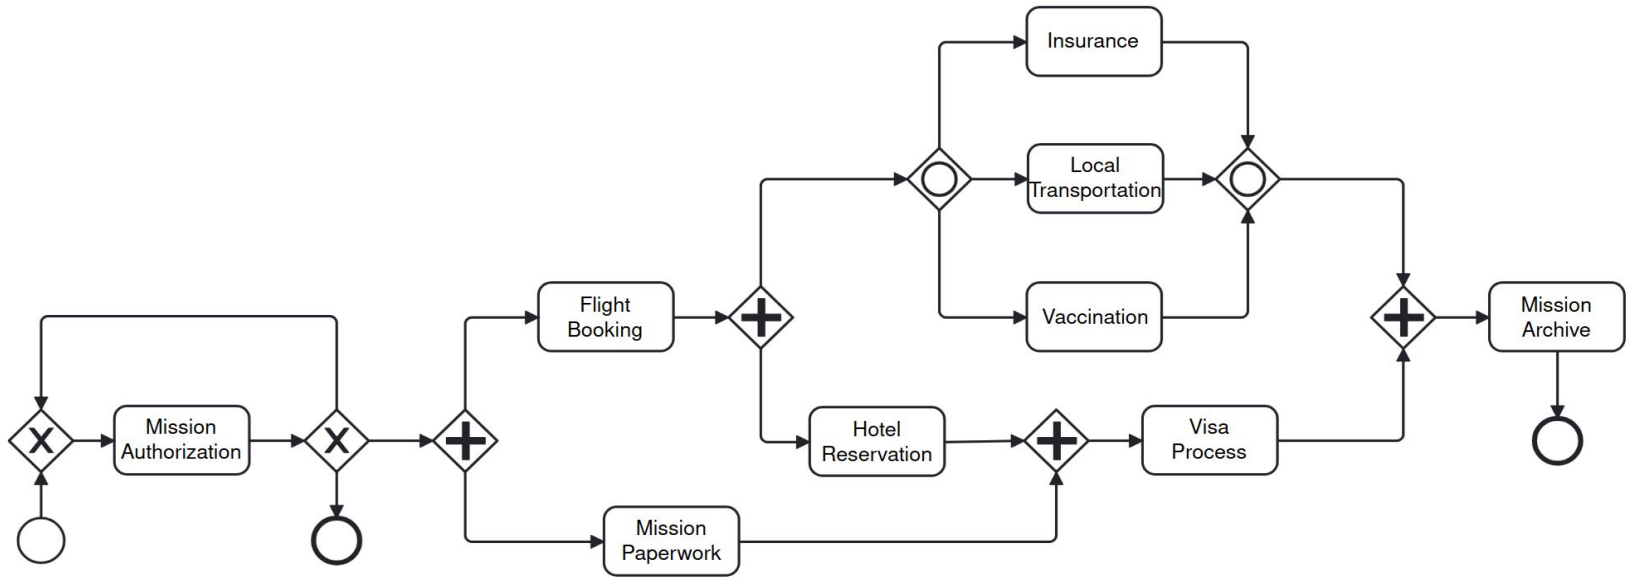 Insurance
Local
Transportation
Vaccination
Flight
Booking
Mission
Archive
X
Mission
Authorization
X
Hotel
Reservation
Visa
Process
Mission
Paperwork